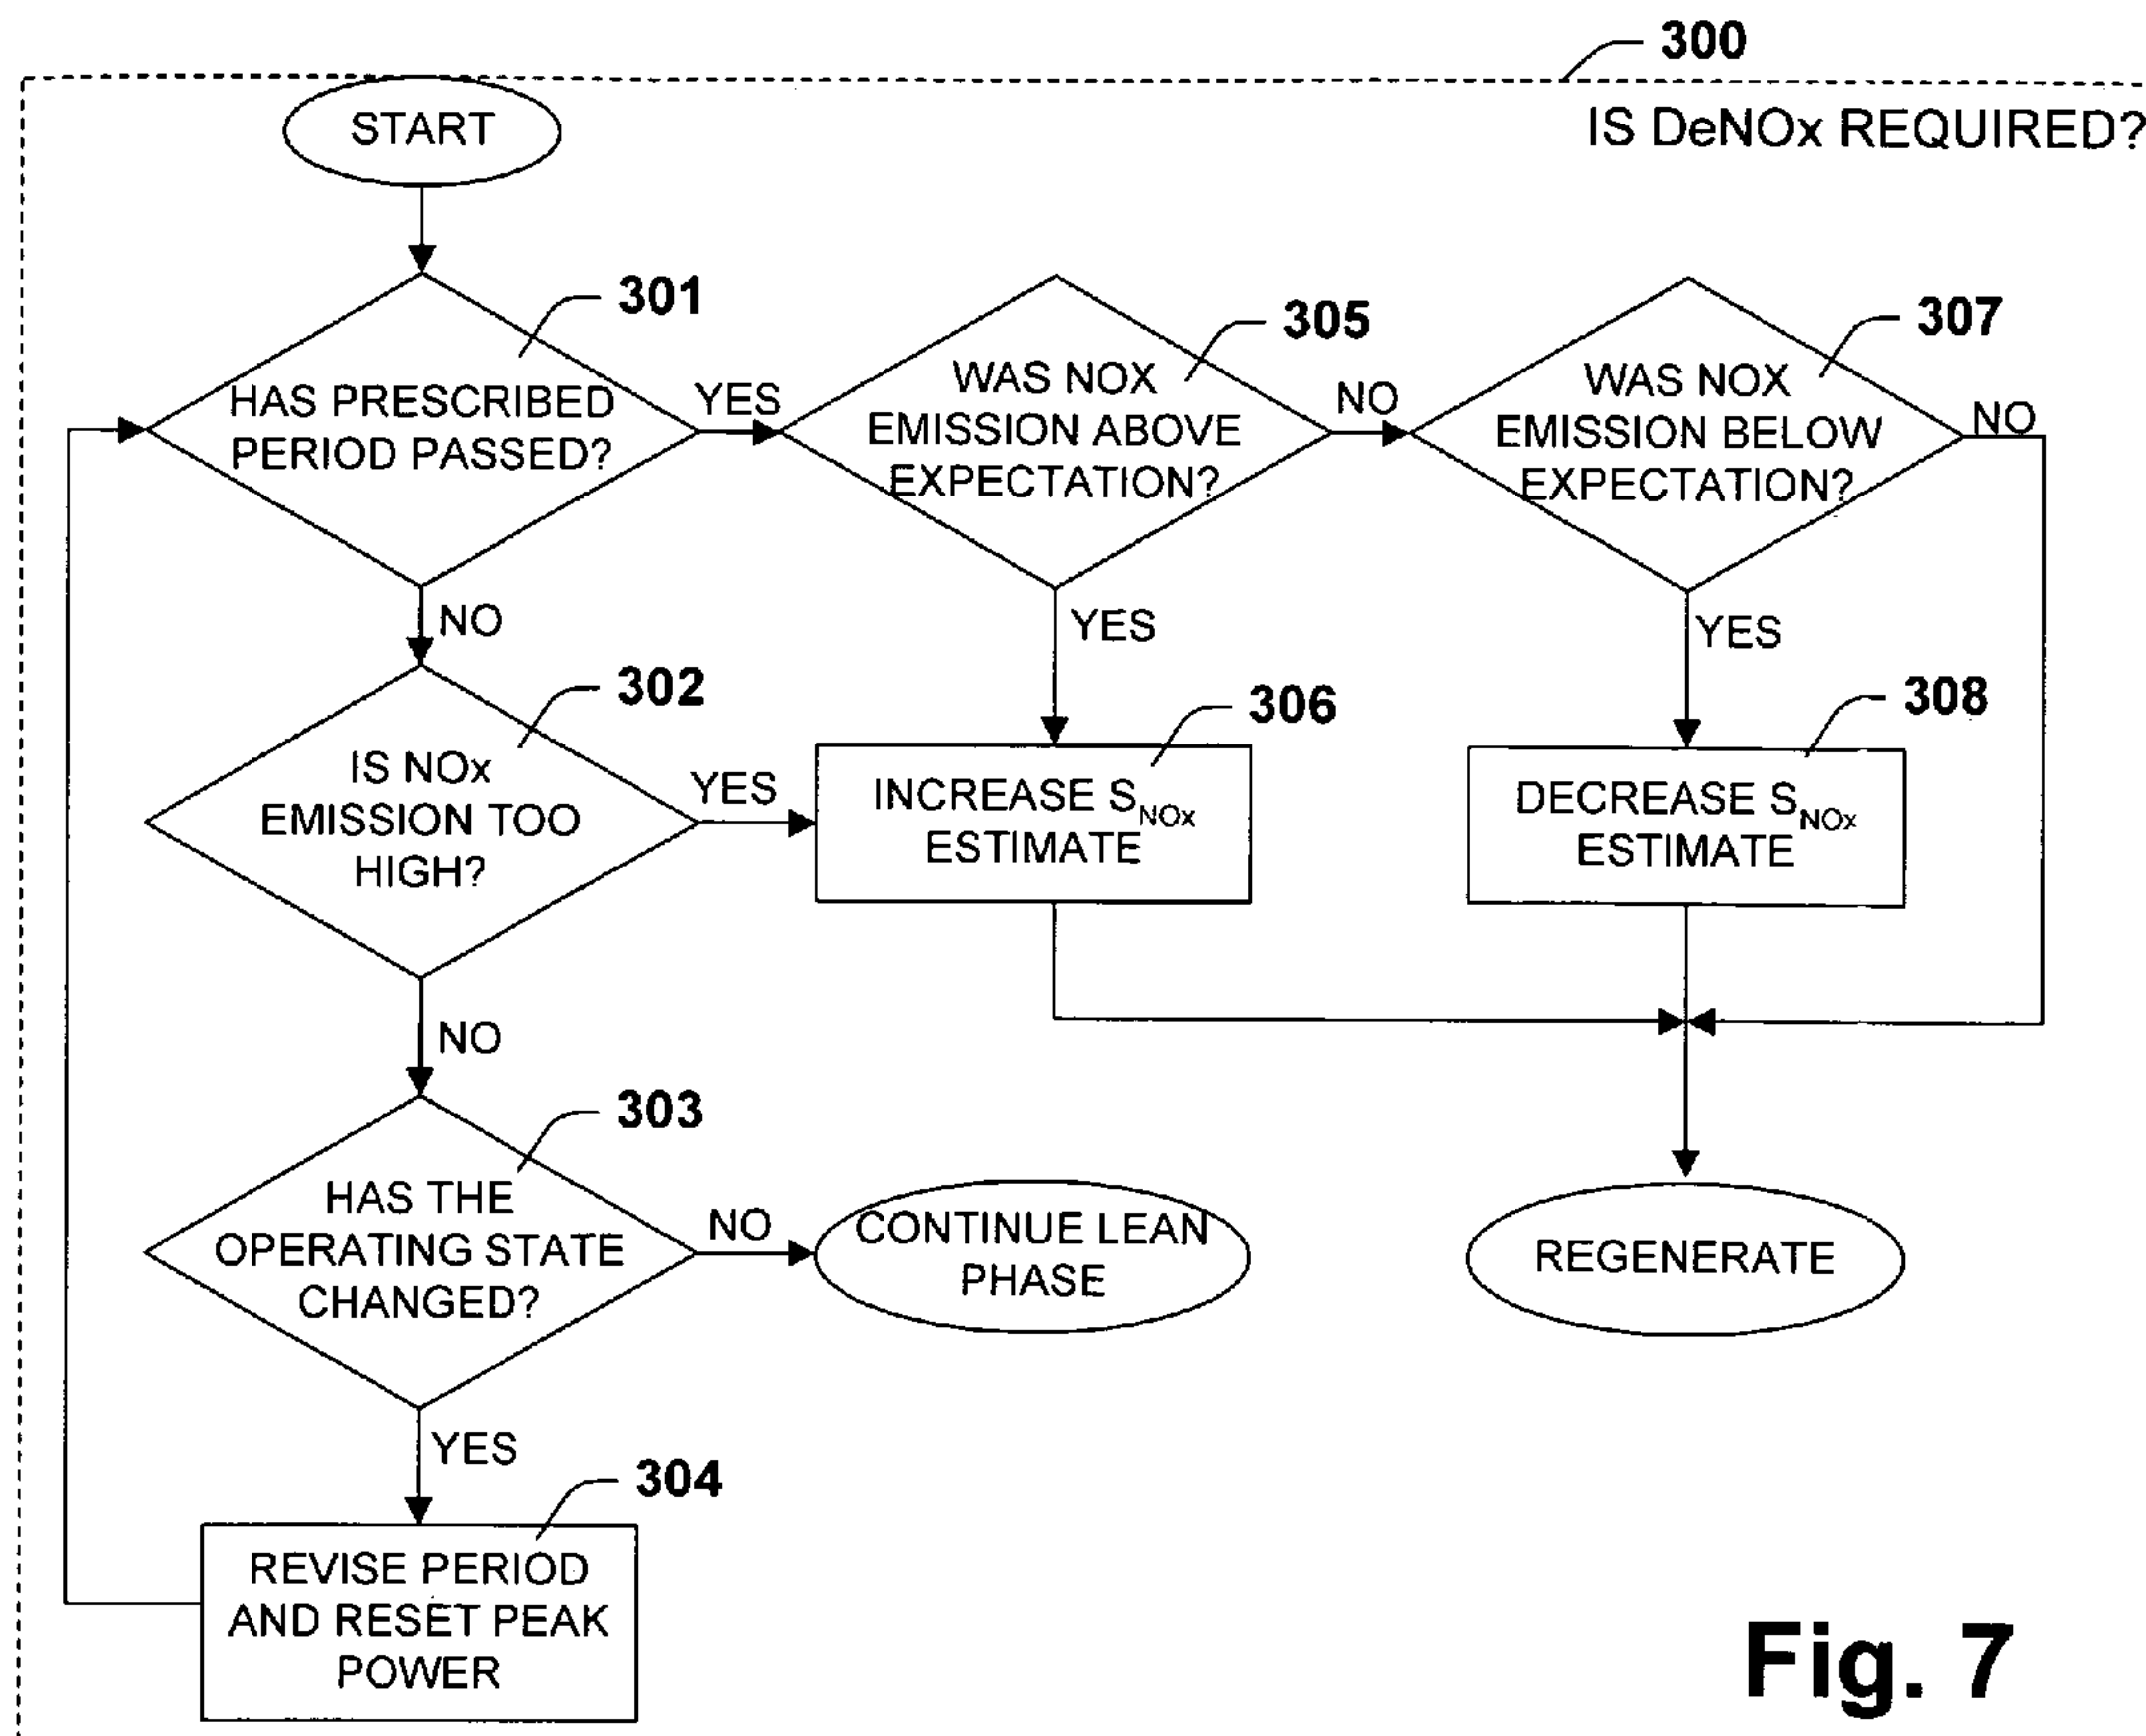 300
IS DeNOx REQUIRED?
START
301
HAS PRESCRIBED
PERIOD PASSED?
YES
NO
305
WAS NOX
EMISSION ABOVE
EXPECTATION?
NO
YES
307
WAS NOX
EMISSION BELOW
EXPECTATION?
NO
YES
302
IS NOx
EMISSION TOO
HIGH?
YES
NO
306
INCREASE SNOx
ESTIMATE
308
DECREASE SNOx
ESTIMATE
303
HAS THE
OPERATING STATE
CHANGED?
NO
YES
CONTINUE LEAN
PHASE
REGENERATE
304
REVISE PERIOD
AND RESET PEAK
POWER
Fig. 7